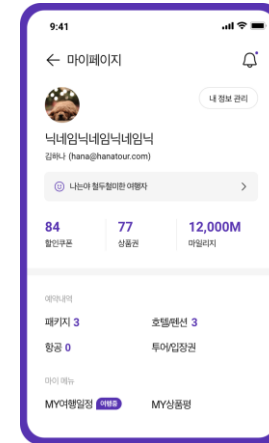 9:41
마이페이지
내 정보 관리
닉네임닉네임닉네임닉
김하나 (hana@hanatour.com)
나는야 철두철미한 여행자
84 77 12,000M
할인쿠폰 상품권 마일리지
예약내역
패키지 3 호텔/펜션 3
항공 0 투어/입장권
마이 메뉴
MY여행일정 여행중 MY상품평